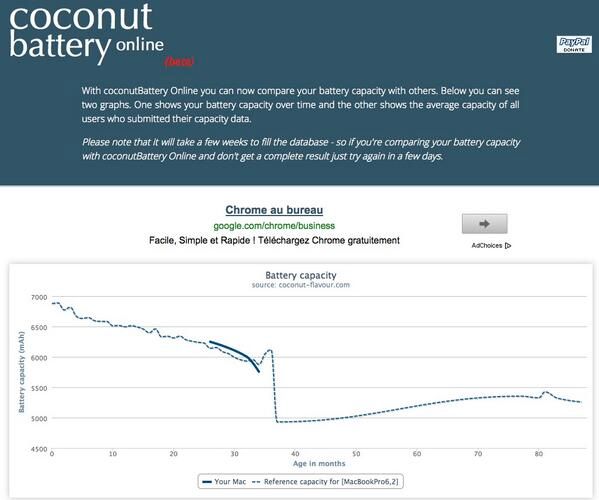 coconut
battery online
(beta)
PayPal
DONATE
With coconutBattery Online you can now compare your battery capacity with others. Below you can see
two graphs. One shows your battery capacity over time and the other shows the average capacity of all
users who submitted their capacity data.
Please note that it will take a few weeks to fill the database - so if you're comparing your battery capacity
with coconutBattery Online and don't get a complete result just try again in a few days.
Chrome au bureau
google.com/chrome/business
Facile, Simple et Rapide ! Téléchargez Chrome gratuitement
AdChoices
Battery capacity
source: coconut-flavour.com
Battery capacity (mAh)
7000
6500
6000
5500
5000
4500
0 10 20 30 40 50 60 70 80
Age in months
Your Mac Reference capacity for [MacBookPro6,2]